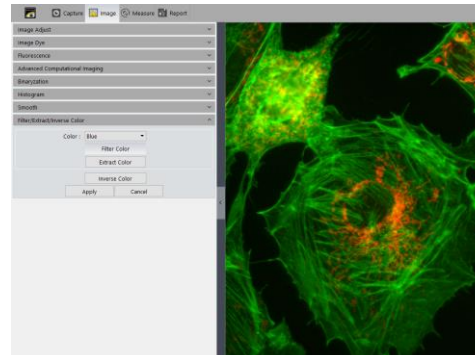 Capture Image Measure Report
Image Adjust
Image Dye
Fluorescence
Advanced Computational Imaging
Binaryzation
Histogram
Smooth
Filter/Extract/Inverse Color
Color : Blue
Filter Color
Extract Color
Inverse Color
Apply Cancel